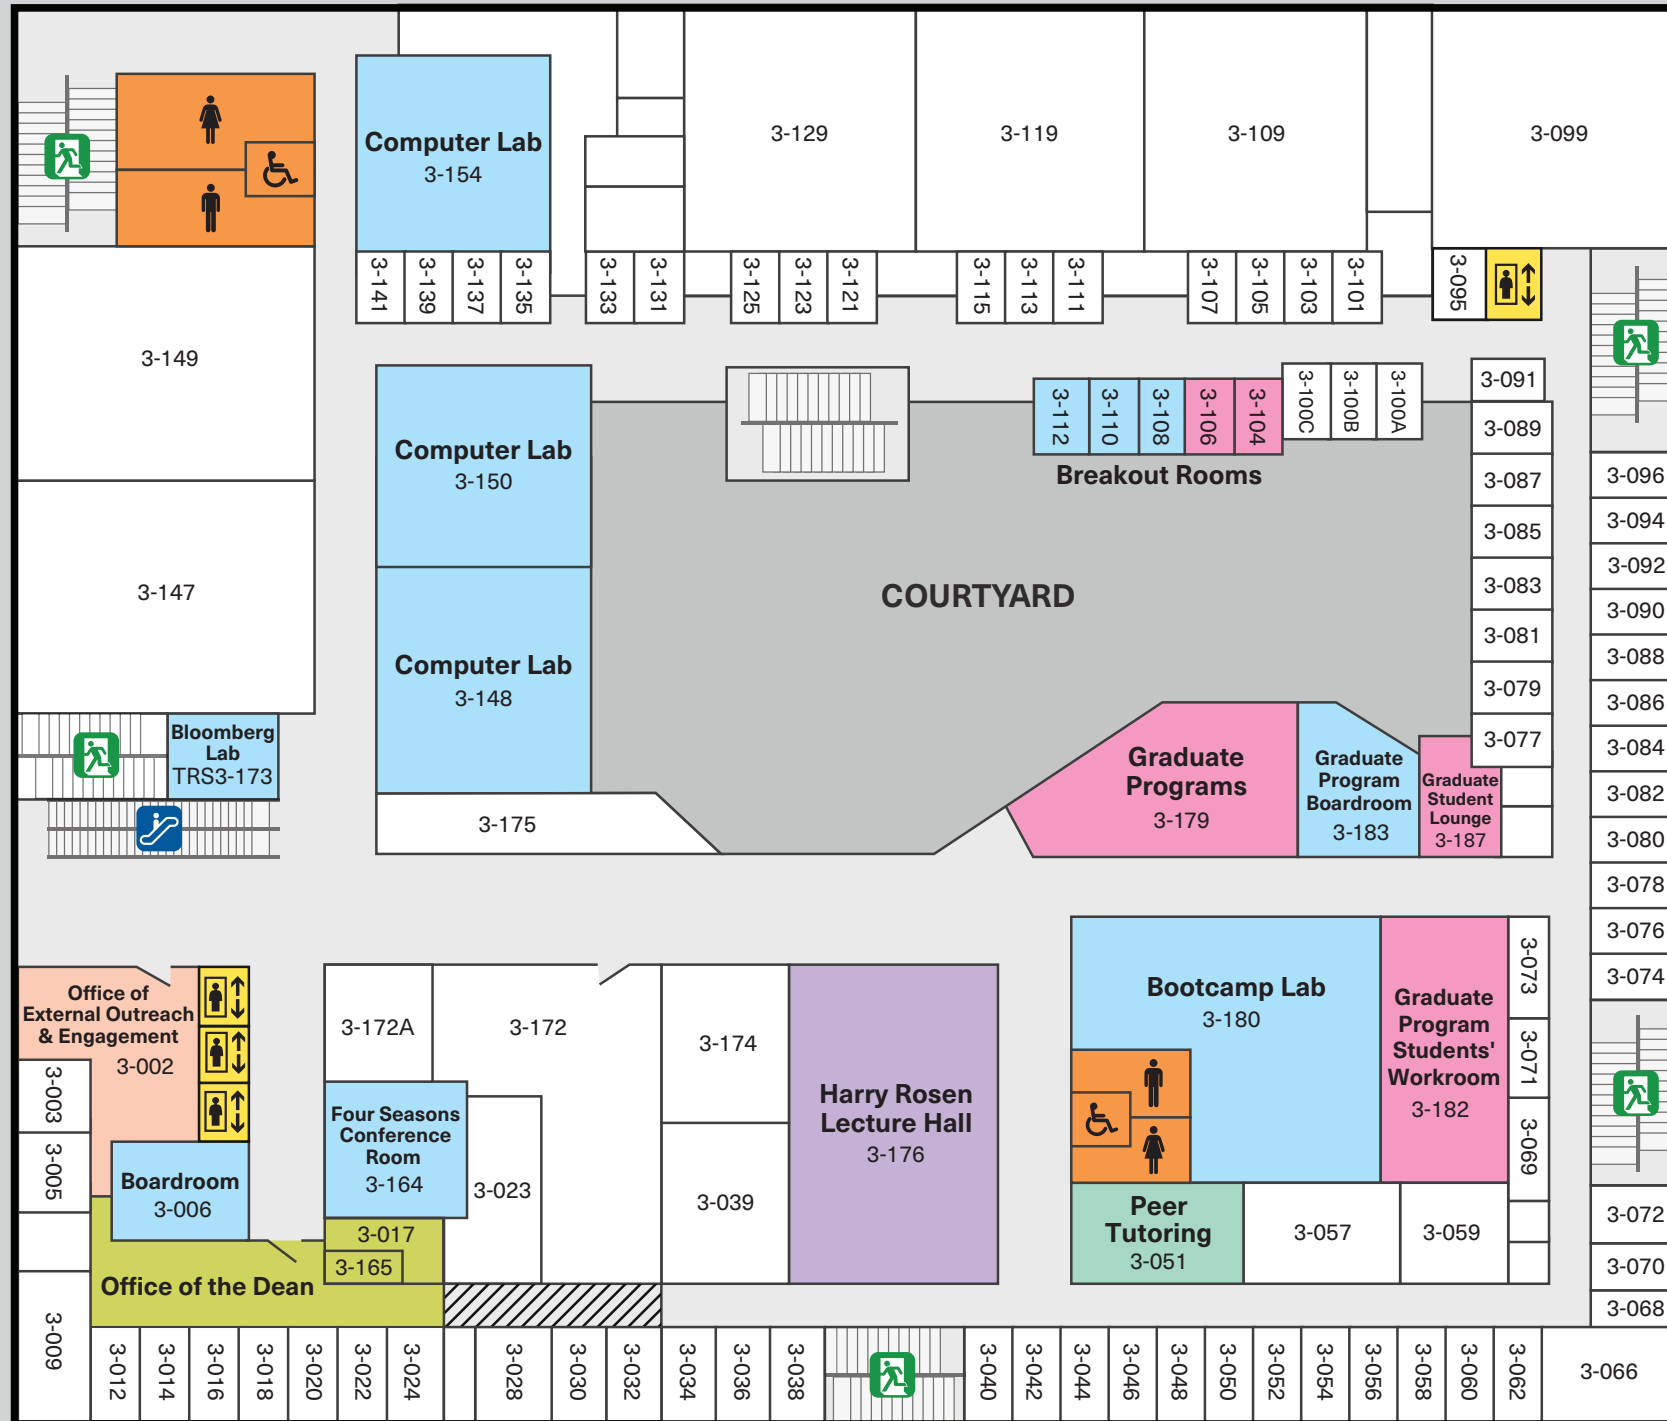 Computer Lab
3-154
3-129
3-119
3-109
3-099
3-141
3-139
3-137
3-135
3-133
3-131
3-125
3-123
3-121
3-115
3-113
3-111
3-107
3-105
3-103
3-101
3-095
3-149
Computer Lab
3-150
3-112
3-110
3-108
3-106
3-104
3-100C
3-100B
3-100A
Breakout Rooms
3-091
3-089
3-087
3-085
3-083
3-081
3-079
3-077
3-096
3-094
3-092
3-090
3-088
3-086
3-084
3-082
3-080
3-078
3-076
3-074
3-147
COURTYARD
Computer Lab
3-148
Bloomberg
Lab
TRS3-173
3-175
Graduate
Programs
3-179
Graduate
Program
Boardroom
3-183
Graduate
Student
Lounge
3-187
Office of
External Outreach
& Engagement
3-002
3-003
3-005
Boardroom
3-006
3-172A
3-172
3-174
Four Seasons
Conference
Room
3-164
3-023
3-039
3-017
3-165
Office of the Dean
Harry Rosen
Lecture Hall
3-176
Bootcamp Lab
3-180
Graduate
Program
Students'
Workroom
3-182
3-073
3-071
3-069
Peer
Tutoring
3-051
3-057
3-059
3-072
3-070
3-068
3-009
3-012
3-014
3-016
3-018
3-020
3-022
3-024
3-028
3-030
3-032
3-034
3-036
3-038
3-040
3-042
3-044
3-046
3-048
3-050
3-052
3-054
3-056
3-058
3-060
3-062
3-066